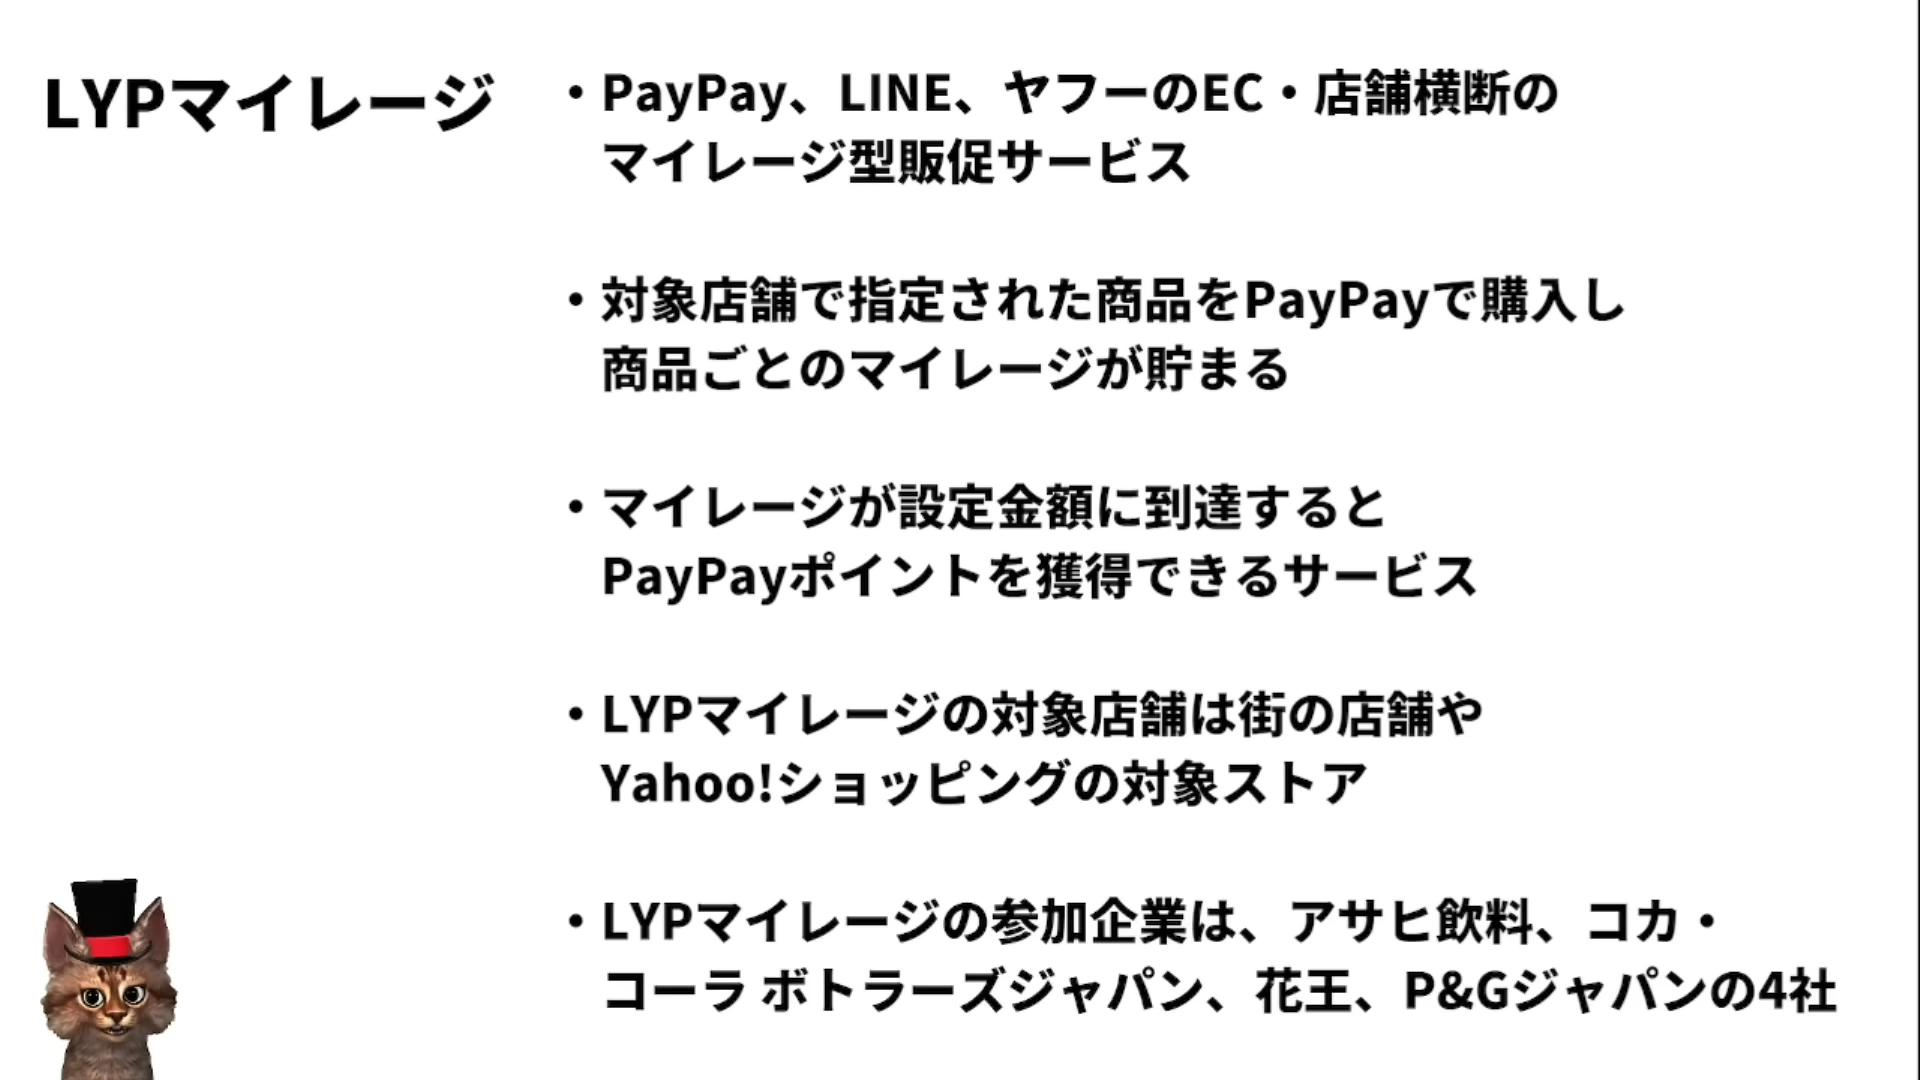 LYPマイレージ
・PayPay、LINE、ヤフーのEC・店舗横断の
マイレージ型販促サービス
・対象店舗で指定された商品をPayPayで購入し
商品ごとのマイレージが貯まる
・マイレージが設定金額に到達すると
PayPayポイントを獲得できるサービス
・LYPマイレージの対象店舗は街の店舗や
Yahoo!ショッピングの対象ストア
・LYPマイレージの参加企業は、アサヒ飲料、コカ・
コーラ ボトラーズジャパン、花王、P&Gジャパンの4社